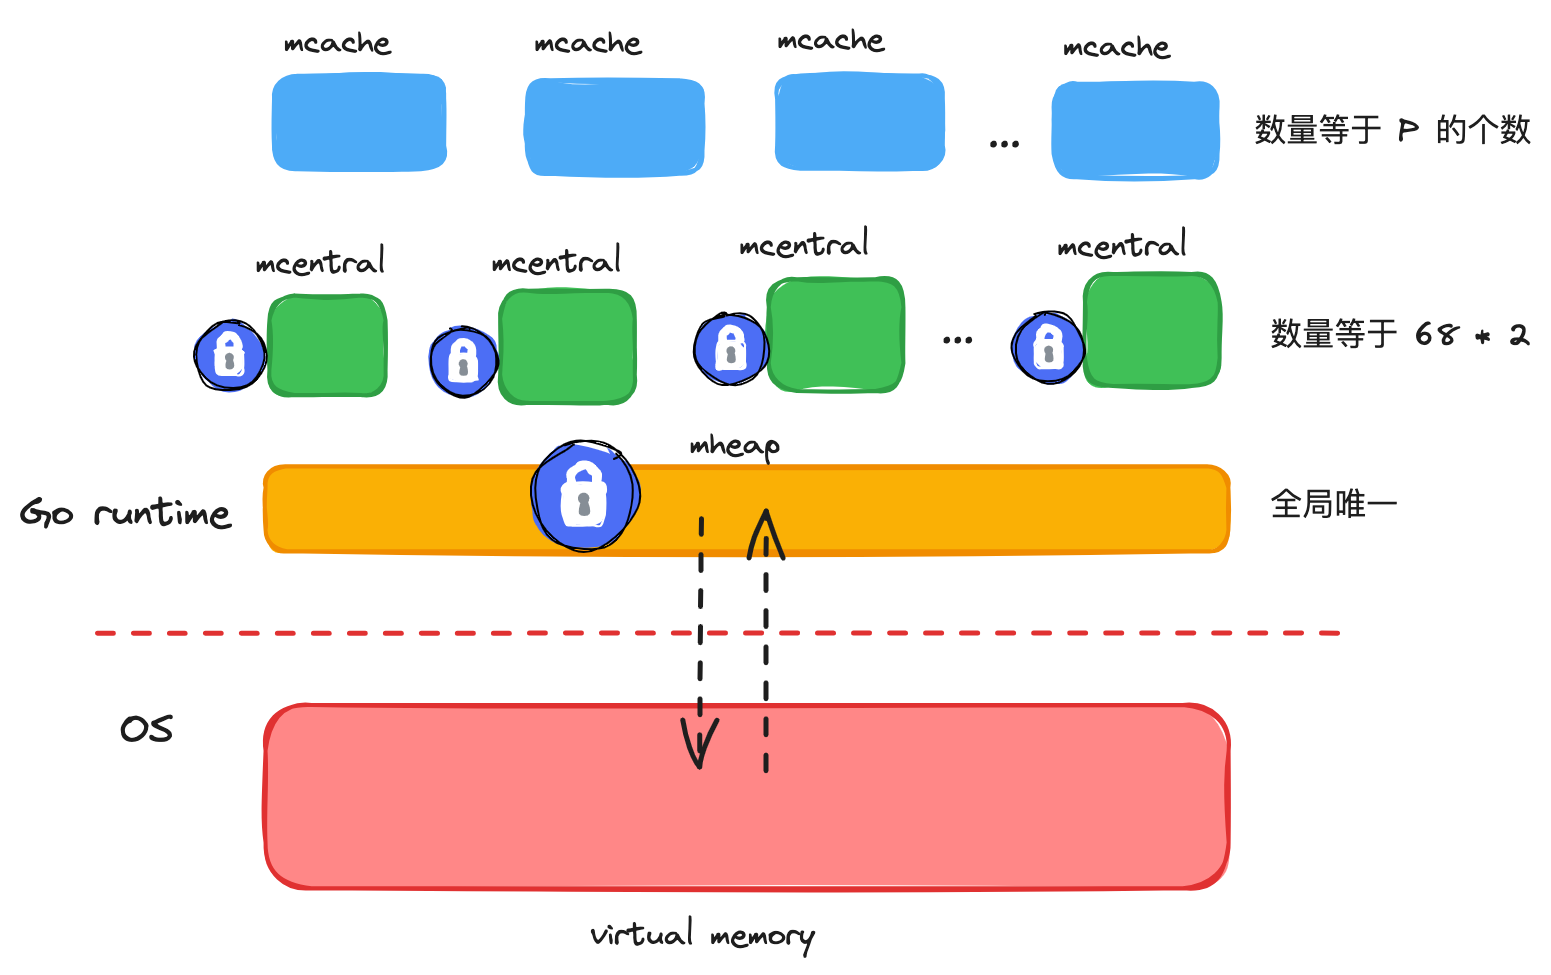 mcache
mcache
mcache
mcache
... 数量等于 P 的个数
mcentral
mcentral
mcentral
mcentral
... 数量等于 68 * 2
mheap
Go runtime
全局唯一
OS
virtual memory